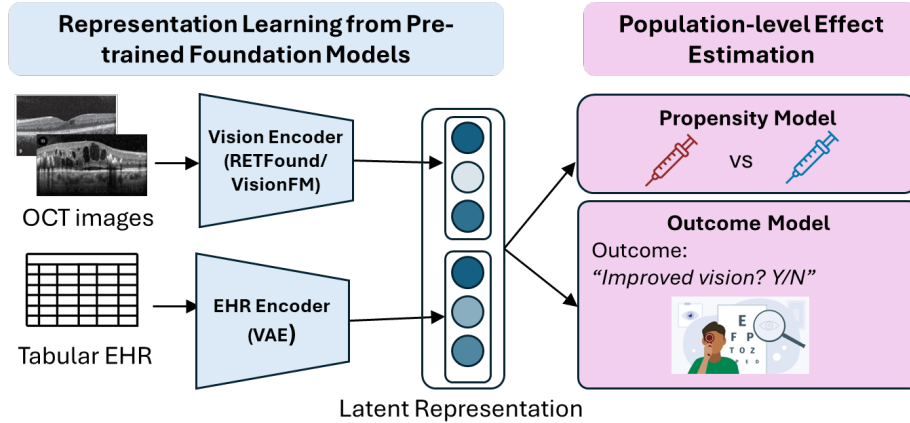 Representation Learning from Pre-
trained Foundation Models
Population-level Effect
Estimation
OCT images
Vision Encoder
(RETFound/
VisionFM)
Tabular EHR
EHR Encoder
(VAE)
Latent Representation
Propensity Model
vs
Outcome Model
Outcome:
“Improved vision? Y/N”
E
F P
T O Z
P E D